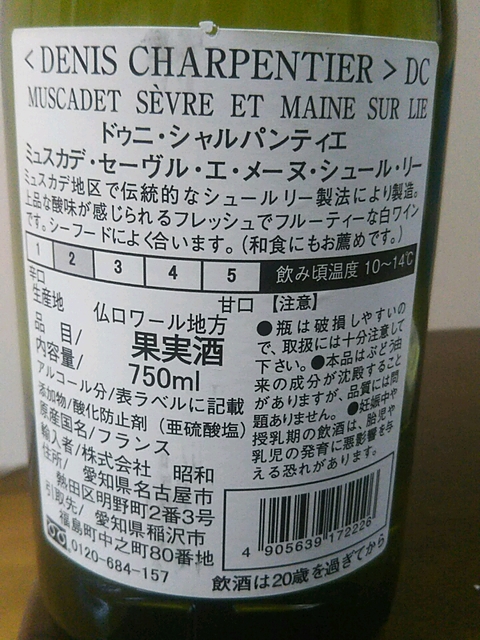 <DENIS CHARPENTIER> DC
MUSCADET SÈVRE ET MAINE SUR LIE
ドゥニ・シャルパンティエ
ミュスカデ・セーヴル・エ・メーヌ・シュール・リー
ミュスカデ地区で伝統的なシュールリー製法により製造。
上品な酸味が感じられるフレッシュでフルーティーな白ワイン
です。シーフードによく合います。(和食にもお薦めです。)
1 2 3 4 5 飲み頃温度 10〜14℃
辛口 甘口
生産地 仏ロワール地方
品 目/ 果実酒
内容量/ 750ml
アルコール分/表ラベルに記載
添加物/酸化防止剤(亜硫酸塩)
原産国名/フランス
輸入者/株式会社 昭和
住所/ 愛知県名古屋市
熱田区明野町2番3号
引取先/ 愛知県稲沢市
福島町中之町80番地
0120-684-157
【注意】
●瓶は破損しやすいの
で、取扱には十分注意して
下さい。●本品はぶどう由
来の成分が沈殿すること
がありますが、品質には問
題ありません。●妊娠中や
授乳期の飲酒は、胎児や
乳児の発育に悪影響を与
える恐れがあります。
4 905639 172226
飲酒は20歳を過ぎてから